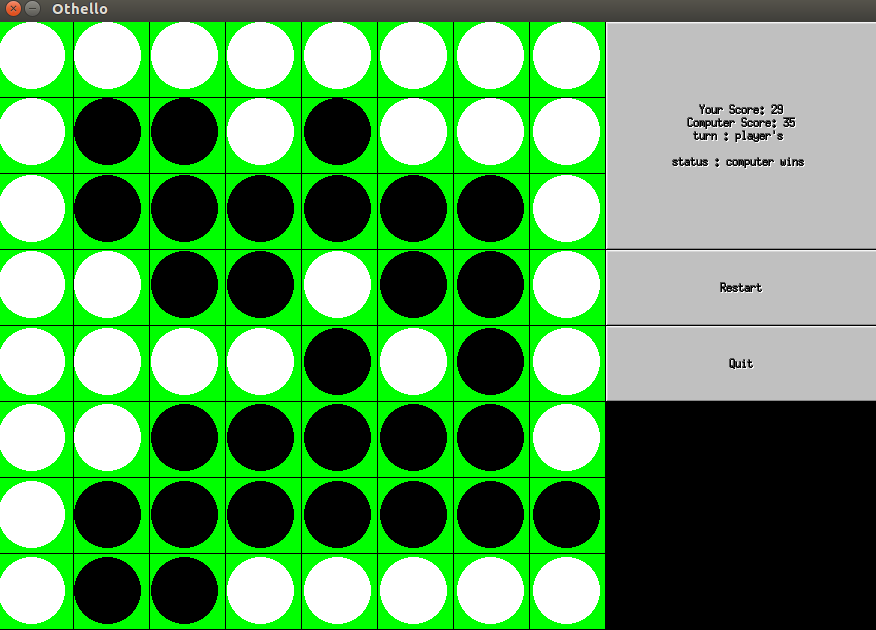 Othello
Your Score: 29
Computer Score: 35
turn : player's
status : computer wins
Restart
Quit